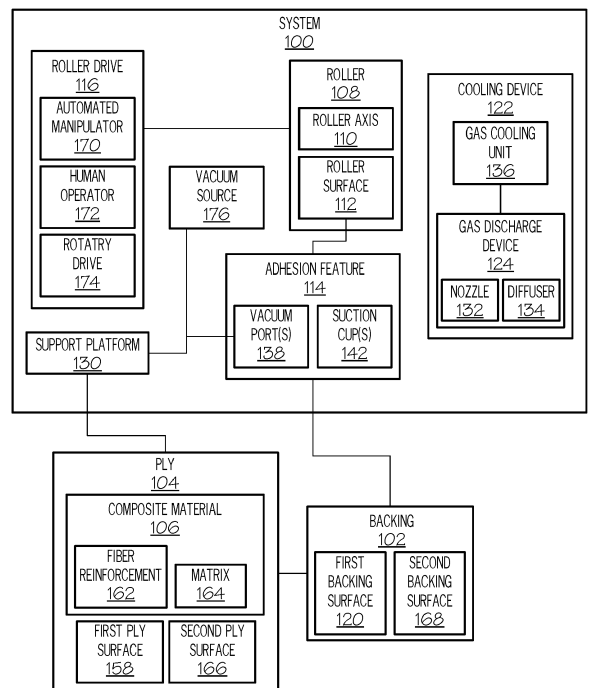 SYSTEM
100
ROLLER DRIVE
116
AUTOMATED
MANIPULATOR
170
HUMAN
OPERATOR
172
ROTATRY
DRIVE
174
VACUUM
SOURCE
176
ROLLER
108
ROLLER AXIS
110
ROLLER
SURFACE
112
COOLING DEVICE
122
GAS COOLING
UNIT
136
GAS DISCHARGE
DEVICE
124
NOZZLE
132
DIFFUSER
134
ADHESION FEATURE
114
VACUUM
PORT(S)
138
SUCTION
CUP(S)
142
SUPPORT PLATFORM
130
PLY
104
COMPOSITE MATERIAL
106
FIBER
REINFORCEMENT
162
MATRIX
164
FIRST PLY
SURFACE
158
SECOND PLY
SURFACE
166
BACKING
102
FIRST
BACKING
SURFACE
120
SECOND
BACKING
SURFACE
168